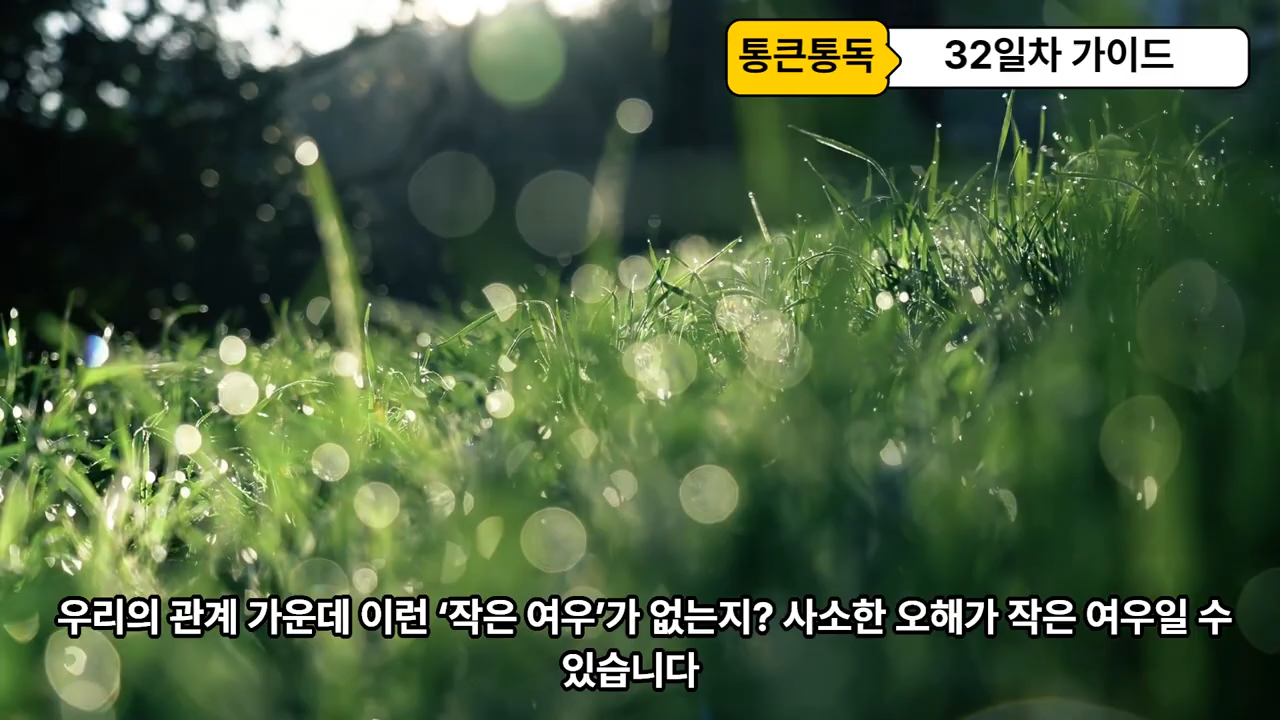 통큰통독
32일차 가이드
우리의 관계 가운데 이런 ‘작은 여우’가 없는지? 사소한 오해가 작은 여우일 수
있습니다